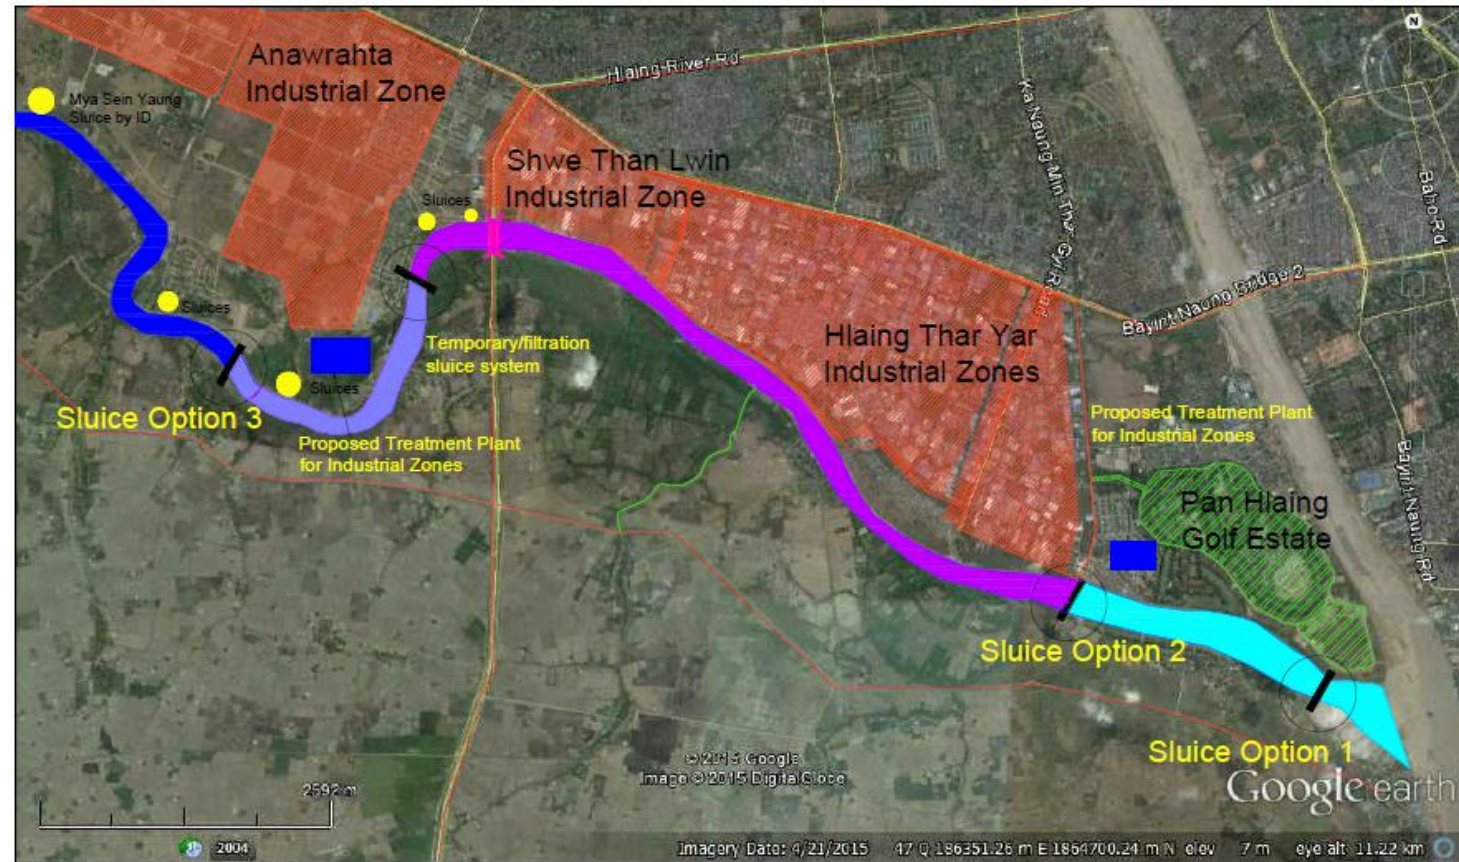 Anawrahta
Industrial Zone
Hlaing River Rd
N
Mya Sein Yaung
Sluice by ID
Shwe Than Lwin
Industrial Zone
Ka Naung Min Thar Gyi Road
Baho Rd
Sluices
Sluices
Bayint Naung Bridge 2
Hlaing Thar Yar
Industrial Zones
Temporary/filtration
sluice system
Sluices
Sluice Option 3
Proposed Treatment Plant
for Industrial Zones
Proposed Treatment Plant
for Industrial Zones
Pan Hlaing
Golf Estate
Bayint Naung Rd
Sluice Option 2
Sluice Option 1
© 2015 Google
Image © 2015 DigitalGlobe
Google earth
2592 m
2004
Imagery Date: 4/21/2015 47 Q 186351.26 m E 1864700.24 m N elev 7 m eye alt 11.22 km